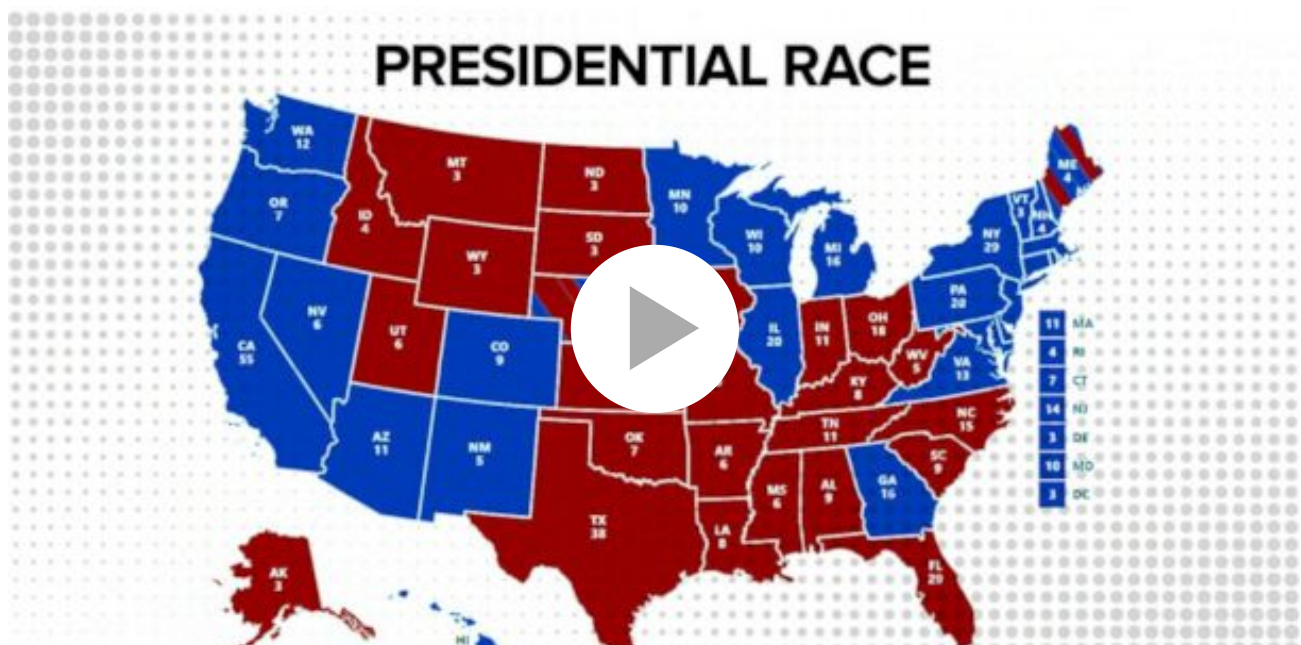 PRESIDENTIAL RACE
WA
12
MT
3
ND
3
MN
10
ME
4
OR
7
ID
4
SD
3
WY
3
WI
10
MI
16
NY
29
VT
3
NH
4
NV
6
UT
6
CO
9
CA
55
IL
20
IN
11
OH
18
PA
20
WV
5
VA
13
KY
8
11 MA
4 RI
7 CT
14 NJ
3 DE
10 MD
3 DC
AZ
11
NM
5
OK
7
AR
6
TN
11
NC
15
SC
9
MS
6
AL
9
GA
16
TX
38
LA
8
FL
29
AK
3
HI